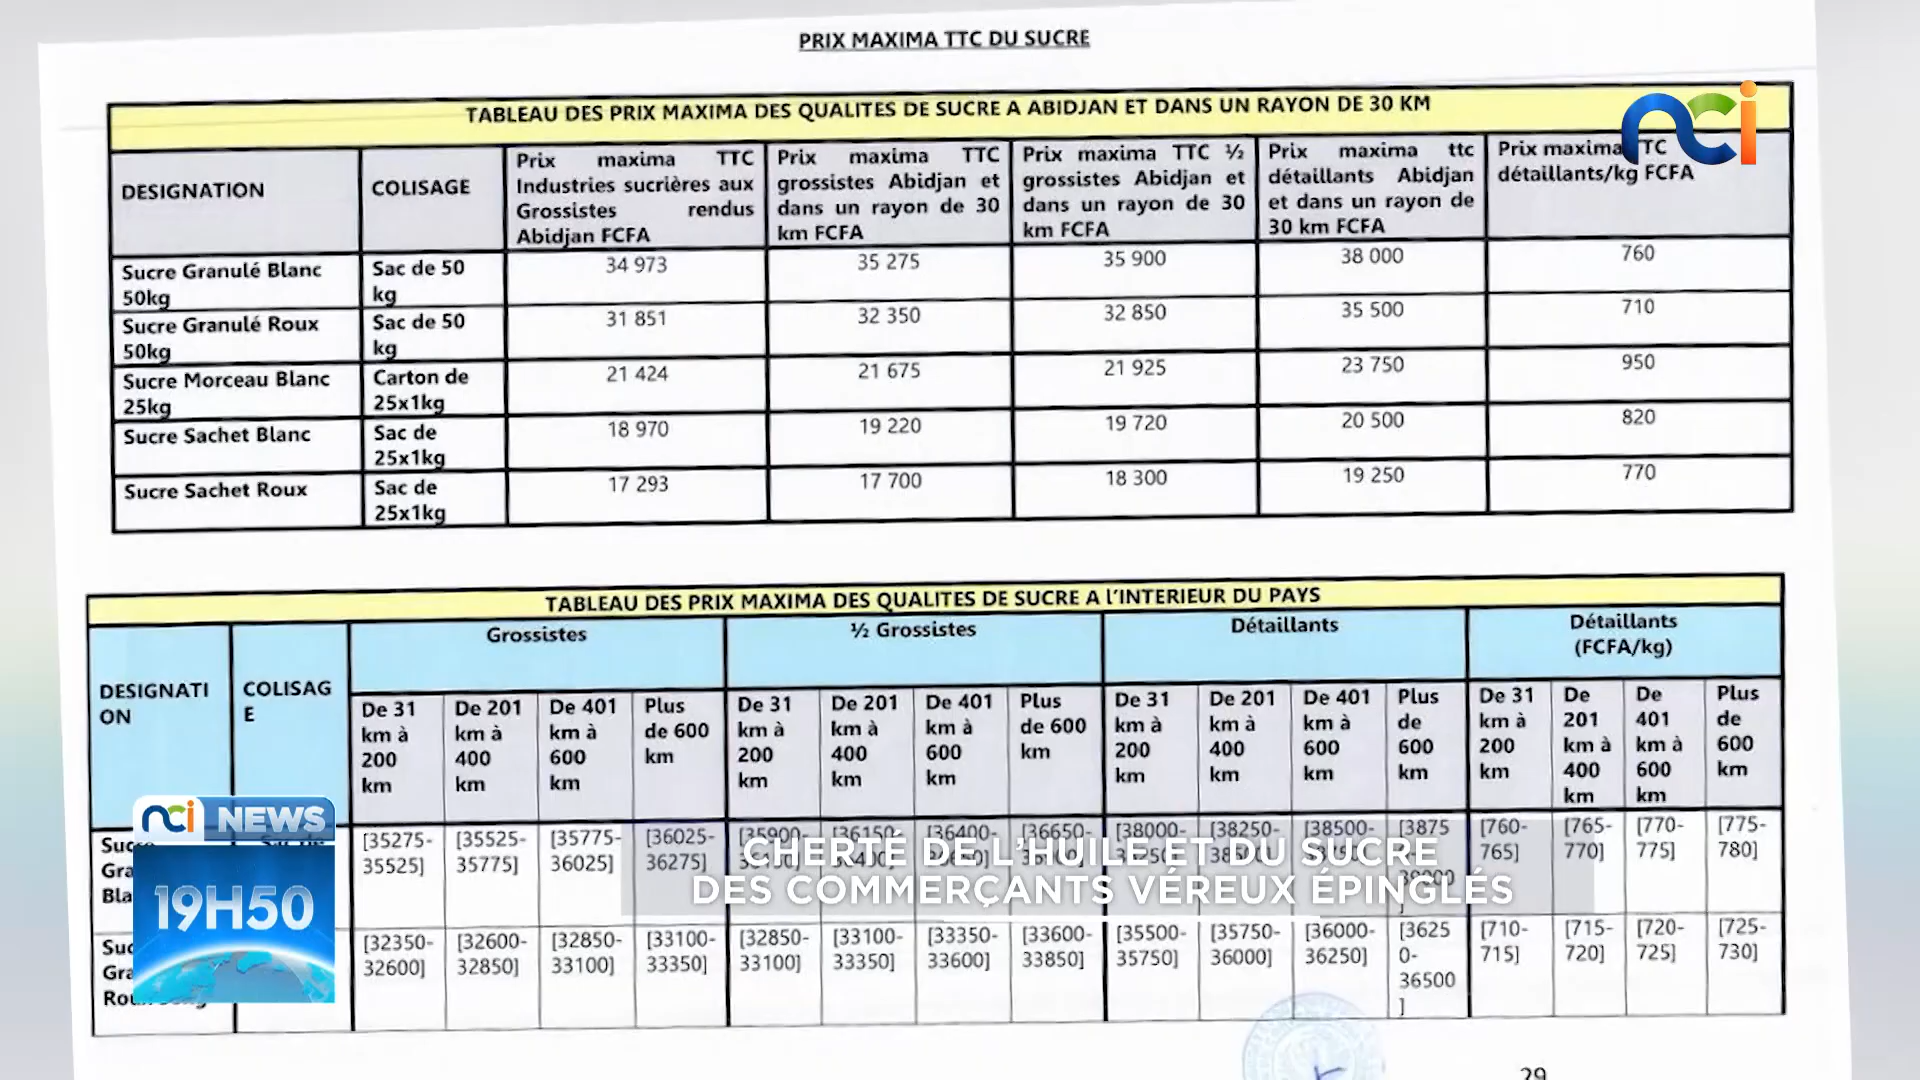 PRIX MAXIMA TTC DU SUCRE
TABLEAU DES PRIX MAXIMA DES QUALITES DE SUCRE A ABIDJAN ET DANS UN RAYON DE 30 KM
nci
DESIGNATION
COLISAGE
Prix maxima TTC
Industries sucrières aux
Grossistes rendus
Abidjan FCFA
Prix maxima TTC
grossistes Abidjan et
dans un rayon de 30
km FCFA
Prix maxima TTC ½
grossistes Abidjan et
dans un rayon de 30
km FCFA
Prix maxima ttc
détaillants Abidjan
et dans un rayon de
30 km FCFA
Prix maxima TTC
détaillants/kg FCFA
Sucre Granulé Blanc
50kg
Sac de 50
kg
34 973
35 275
35 900
38 000
760
Sucre Granulé Roux
50kg
Sac de 50
kg
31 851
32 350
32 850
35 500
710
Sucre Morceau Blanc
25kg
Carton de
25x1kg
21 424
21 675
21 925
23 750
950
Sucre Sachet Blanc
Sac de
25x1kg
18 970
19 220
19 720
20 500
820
Sucre Sachet Roux
Sac de
25x1kg
17 293
17 700
18 300
19 250
770
TABLEAU DES PRIX MAXIMA DES QUALITES DE SUCRE A L'INTERIEUR DU PAYS
DESIGNATI
ON
COLISAG
E
Grossistes
½ Grossistes
Détaillants
Détaillants
(FCFA/kg)
De 31
km à
200
km
De 201
km à
400
km
De 401
km à
600
km
Plus
de 600
km
De 31
km à
200
km
De 201
km à
400
km
De 401
km à
600
km
Plus
de 600
km
De 31
km à
200
km
De 201
km à
400
km
De 401
km à
600
km
Plus
de
600
km
De 31
km à
200
km
De
201
km à
400
km
De
401
km à
600
km
Plus
de
600
km
[35275-
35525]
[35525-
35775]
[35775-
36025]
[36025-
36275]
[35900-
[36150-
[36400-
[36650-
[38000-
[38250-
[38500-
[3875
[760-
765]
[765-
770]
[770-
775]
[775-
780]
[32350-
32600]
[32600-
32850]
[32850-
33100]
[33100-
33350]
[32850-
33100]
[33100-
33350]
[33350-
33600]
[33600-
33850]
[35500-
35750]
[35750-
36000]
[36000-
36250]
[3625
0-
36500
]
[710-
715]
[715-
720]
[720-
725]
[725-
730]
nci NEWS
19H50
CHERTÉ DE L'HUILE ET DU SUCRE
DES COMMERÇANTS VÉREUX ÉPINGLÉS
29